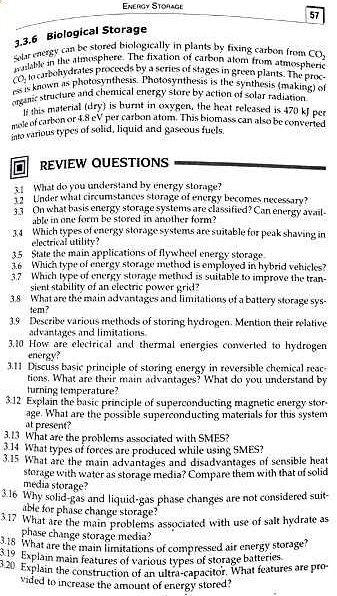 ENERGY STORAGE
57
3.3.6 Biological Storage
Solar energy can be stored biologically in plants by fixing carbon from CO2
available in the atmosphere. The fixation of carbon atom from atmospheric
CO2 to carbohydrates proceeds by a series of stages in green plants. The proc-
ess is known as photosynthesis. Photosynthesis is the synthesis (making) of
organic structure and chemical energy store by action of solar radiation.
If this material (dry) is burnt in oxygen, the heat released is 470 kJ per
mole of carbon or 4.8 eV per carbon atom. This biomass can also be converted
into various types of solid, liquid and gaseous fuels.
REVIEW QUESTIONS
3.1 What do you understand by energy storage?
3.2 Under what circumstances storage of energy becomes necessary?
3.3 On what basis energy storage systems are classified? Can energy avail-
able in one form be stored in another form?
3.4 Which types of energy storage systems are suitable for peak shaving in
electrical utility?
3.5 State the main applications of flywheel energy storage.
3.6 Which type of energy storage method is employed in hybrid vehicles?
3.7 Which type of energy storage method is suitable to improve the tran-
sient stability of an electric power grid?
3.8 What are the main advantages and limitations of a battery storage sys-
tem?
3.9 Describe various methods of storing hydrogen. Mention their relative
advantages and limitations.
3.10 How are electrical and thermal energies converted to hydrogen
energy?
3.11 Discuss basic principle of storing energy in reversible chemical reac-
tions. What are their main advantages? What do you understand by
turning temperature?
3.12 Explain the basic principle of superconducting magnetic energy stor-
age. What are the possible superconducting materials for this system
at present?
3.13 What are the problems associated with SMES?
3.14 What types of forces are produced while using SMES?
3.15 What are the main advantages and disadvantages of sensible heat
storage with water as storage media? Compare them with that of solid
media storage?
3.16 Why solid-gas and liquid-gas phase changes are not considered suit-
able for phase change storage?
3.17 What are the main problems associated with use of salt hydrate as
phase change storage media?
3.18 What are the main limitations of compressed air energy storage?
3.19 Explain main features of various types of storage batteries.
3.20 Explain the construction of an ultra-capacitor. What features are pro-
vided to increase the amount of energy stored?